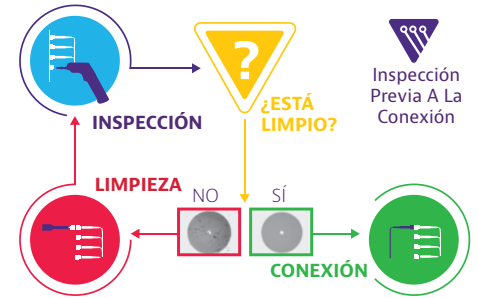 ?
Inspección
Previa A La
Conexión
¿ESTÁ
LIMPIO?
INSPECCIÓN
LIMPIEZA
NO
SÍ
CONEXIÓN